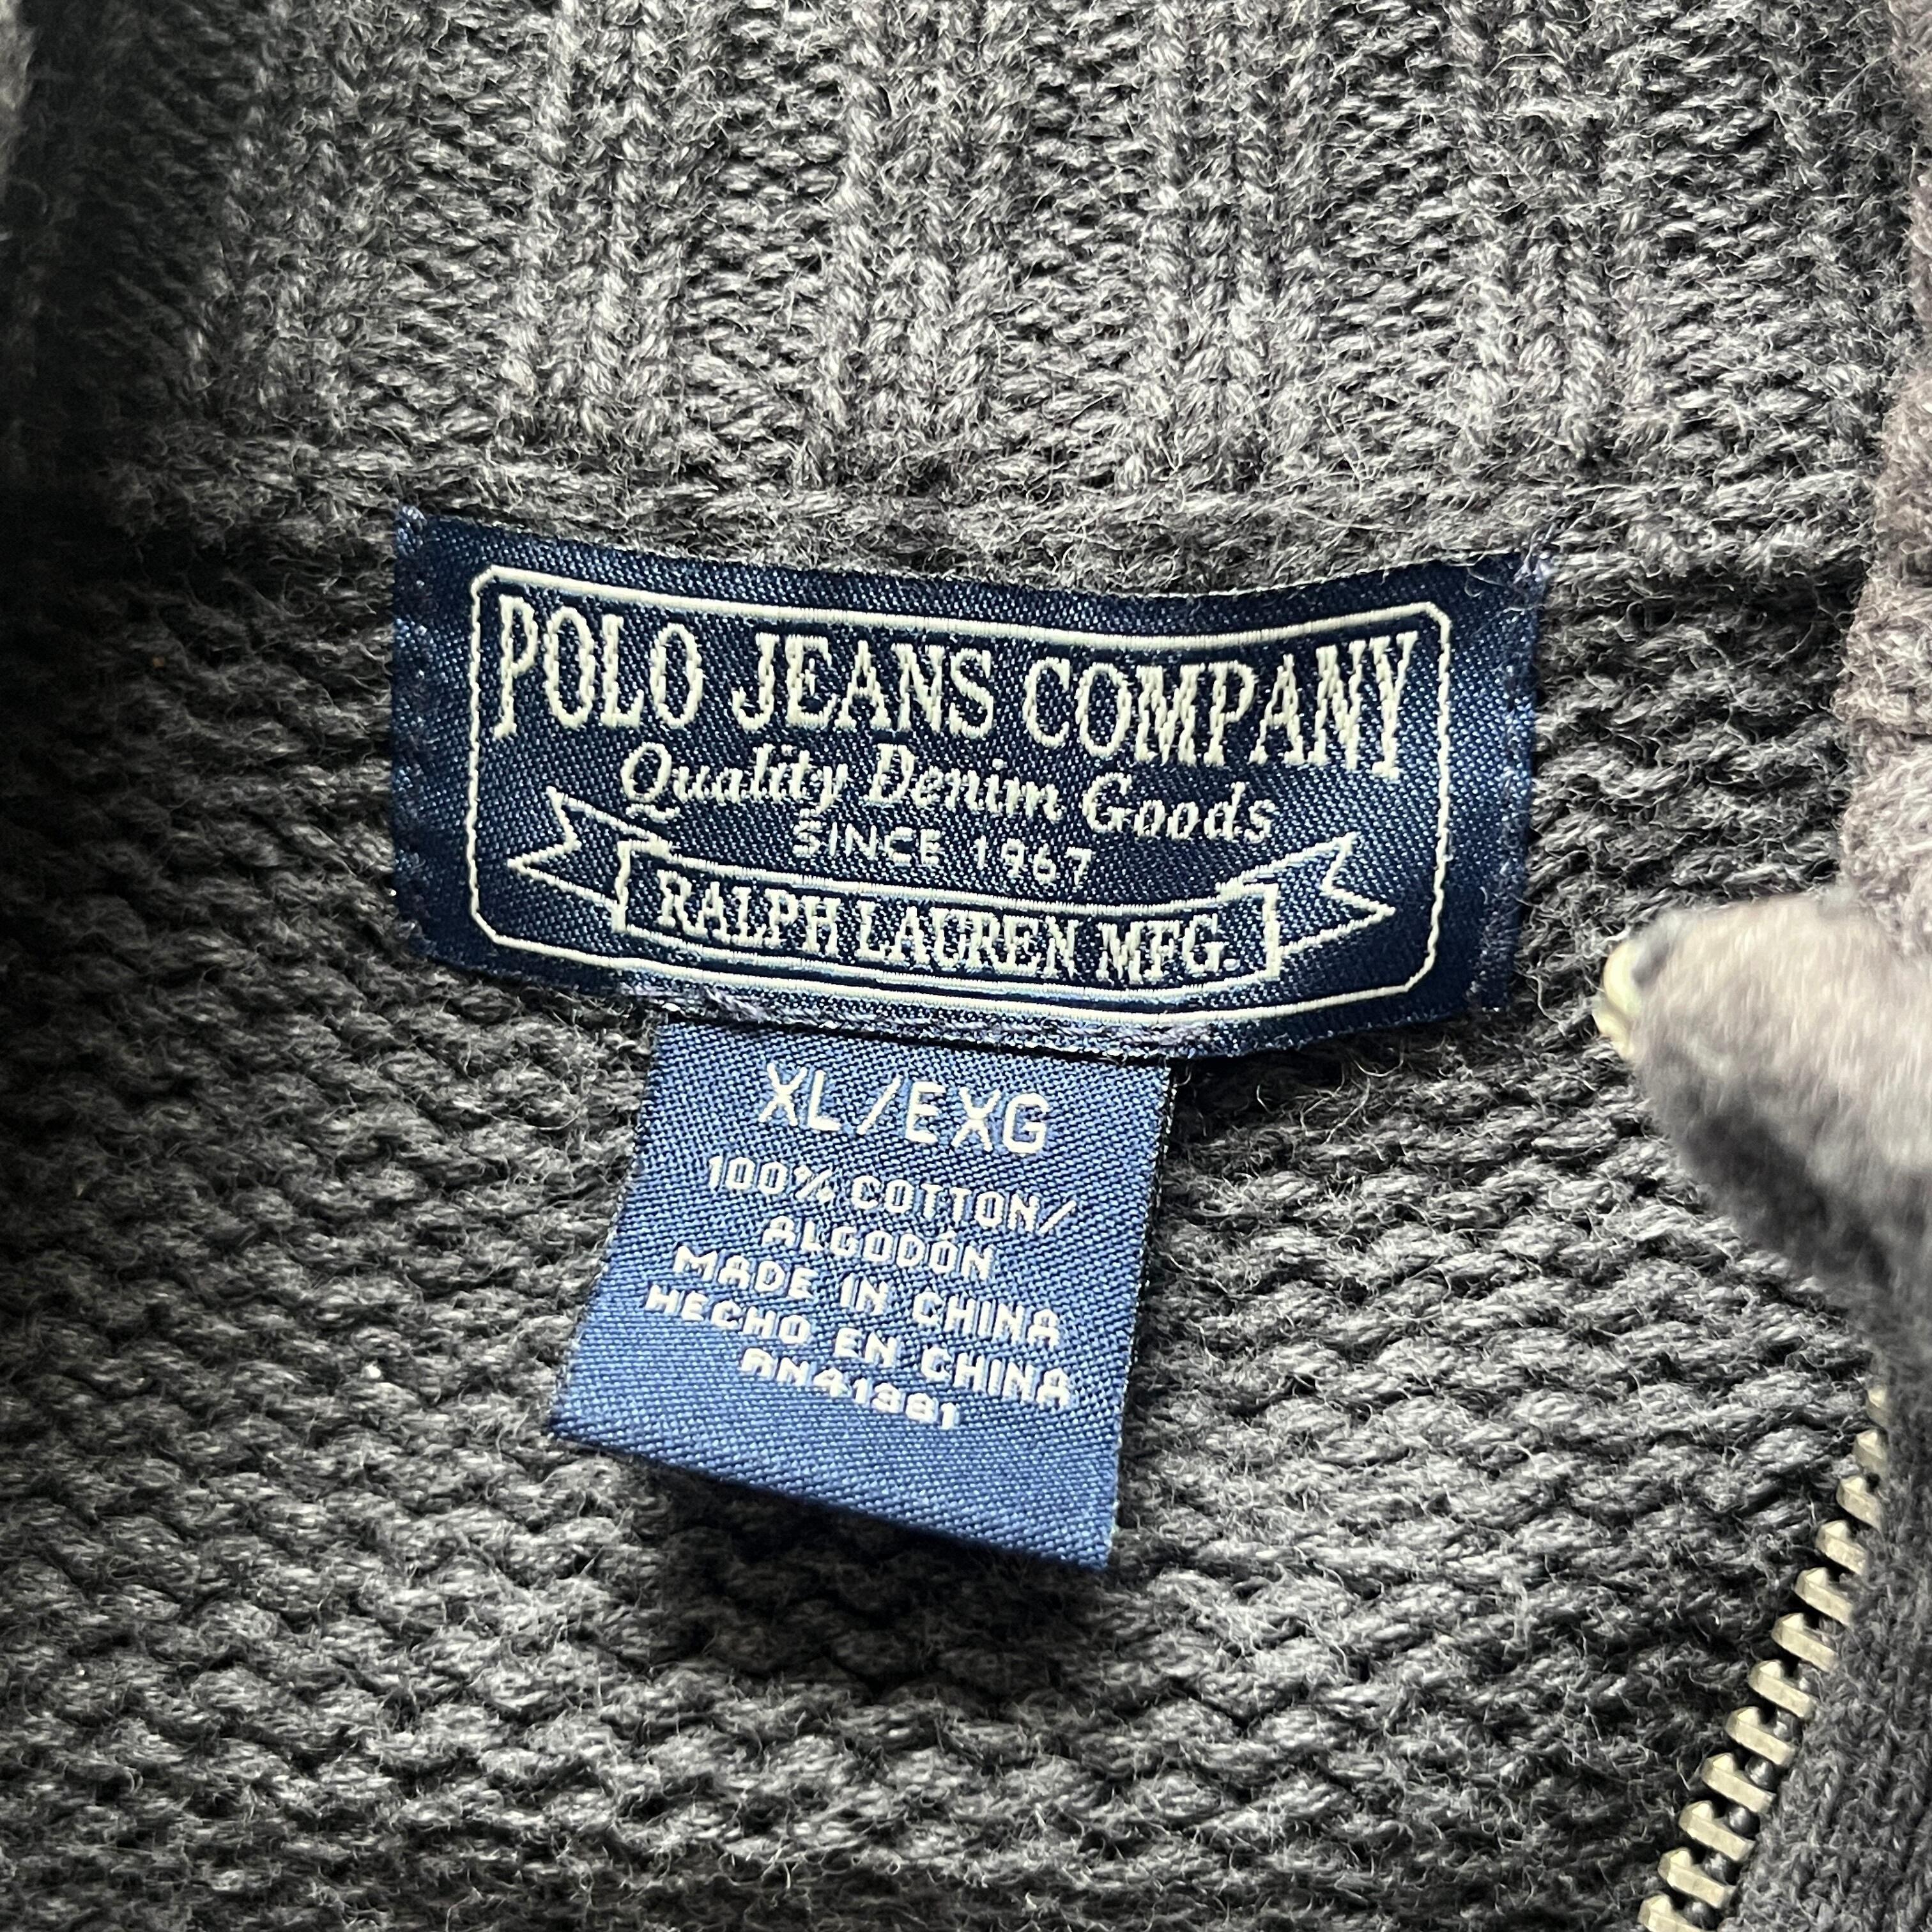 POLO JEANS COMPANY
Quality Denim Goods
SINCE 1967
RALPH LAUREN MFG.
XL/EXG
100% COTTON/
ALGODÓN
MADE IN CHINA
HECHO EN CHINA
AN41381